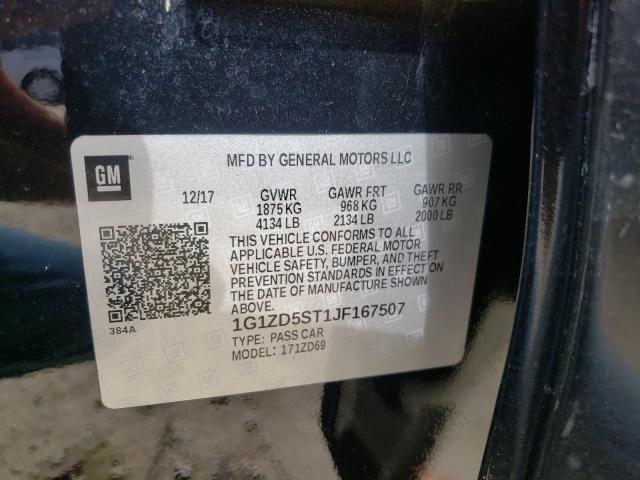 GM
MFD BY GENERAL MOTORS LLC
12/17 GVWR GAWR FRT GAWR RR
1875 KG 968 KG 907 KG
4134 LB 2134 LB 2000 LB
THIS VEHICLE CONFORMS TO ALL
APPLICABLE U.S. FEDERAL MOTOR
VEHICLE SAFETY, BUMPER, AND THEFT
PREVENTION STANDARDS IN EFFECT ON
THE DATE OF MANUFACTURE SHOWN
ABOVE.
384A
1G1ZD5ST1JF167507
TYPE: PASS CAR
MODEL: 171ZD69